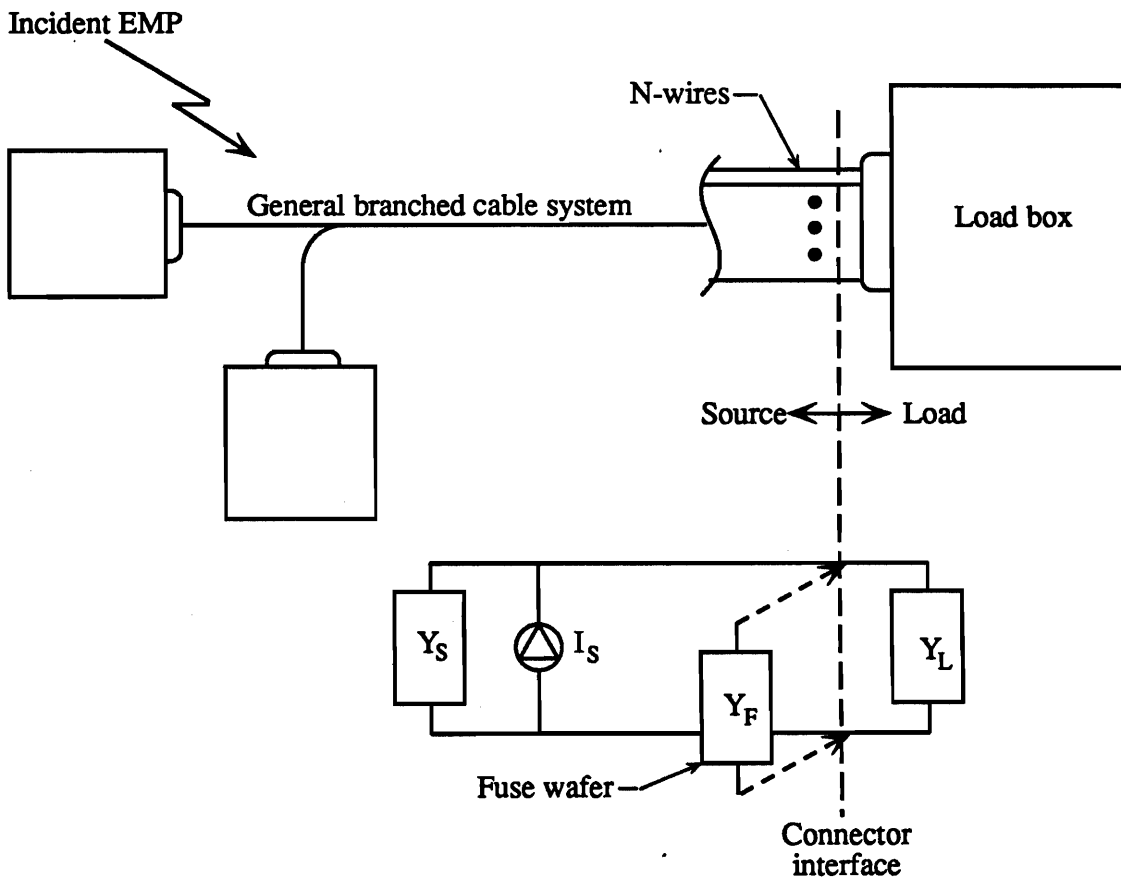 Incident EMP
N-wires
General branched cable system
Load box
Source
Load
Y_S
I_S
Y_F
Y_L
Fuse wafer
Connector
interface